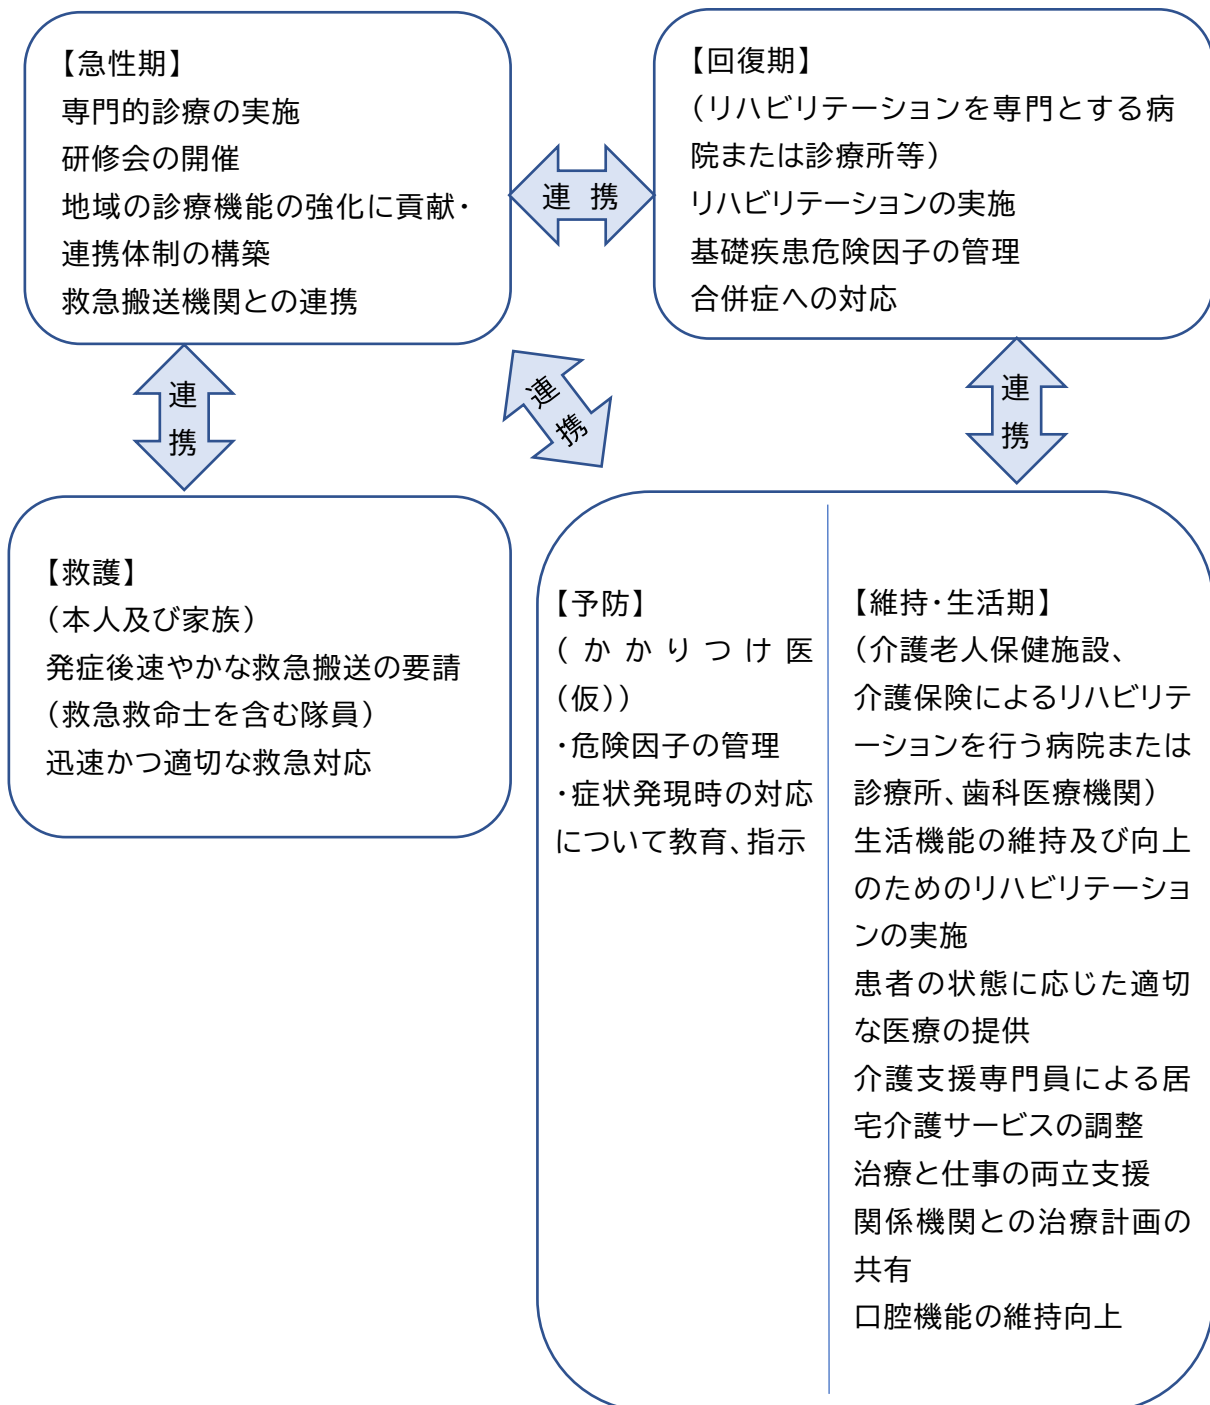 【急性期】
専門的診療の実施
研修会の開催
地域の診療機能の強化に貢献・
連携体制の構築
救急搬送機関との連携
連 携
【回復期】
（リハビリテーションを専門とする病
院または診療所等）
リハビリテーションの実施
基礎疾患危険因子の管理
合併症への対応
連
携
連
携
連
携
【救護】
（本人及び家族）
発症後速やかな救急搬送の要請
（救急救命士を含む隊員）
迅速かつ適切な救急対応
【予防】
（かかりつけ医
（仮））
・危険因子の管理
・症状発現時の対応
について教育、指示
【維持・生活期】
（介護老人保健施設、
介護保険によるリハビリテ
ーションを行う病院または
診療所、歯科医療機関）
生活機能の維持及び向上
のためのリハビリテーショ
ンの実施
患者の状態に応じた適切
な医療の提供
介護支援専門員による居
宅介護サービスの調整
治療と仕事の両立支援
関係機関との治療計画の
共有
口腔機能の維持向上